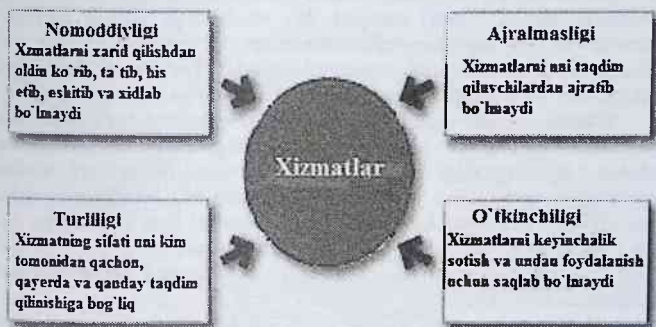 Nomoddiyligi
Xzmatlarni xarid qilishdan
oldin ko`rib, ta`tib, his
etib, eshitib va xidlab
bo`lmaydi
Ajralmasligi
Xizmatlarni uni taqdim
qiluvchilardan ajratib
bo`lmaydi
Xizmatlar
Turliligi
Xizmatning sifati uni kim
tomonidan qachon,
qayerda va qanday taqdim
qilinishiga bog`liq
O`tkinchiligi
Xizmatlarni keyinchalik
sotish va undan foydalanish
uchun saqlab bo`lmaydi